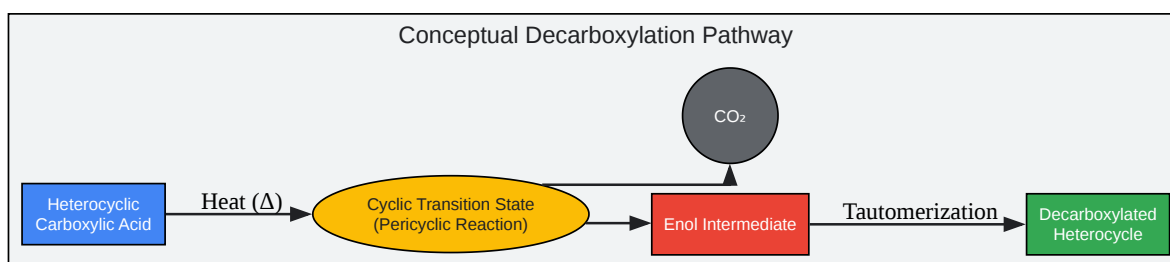 Conceptual Decarboxylation Pathway
CO₂
Heterocyclic
Carboxylic Acid
Heat (Δ)
Cyclic Transition State
(Pericyclic Reaction)
Enol Intermediate
Tautomerization
Decarboxylated
Heterocycle